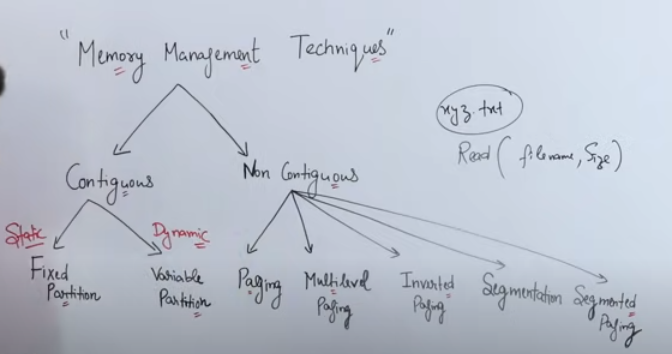 "Memory Management Techniques"
xyz.txt
Read (filename, Size)
Contiguous
Non Contiguous
Static
Dynamic
Fixed
Partition
Variable
Partition
Paging
Multilevel
Paging
Inverted
Paging
Segmentation
Segmented
Paging